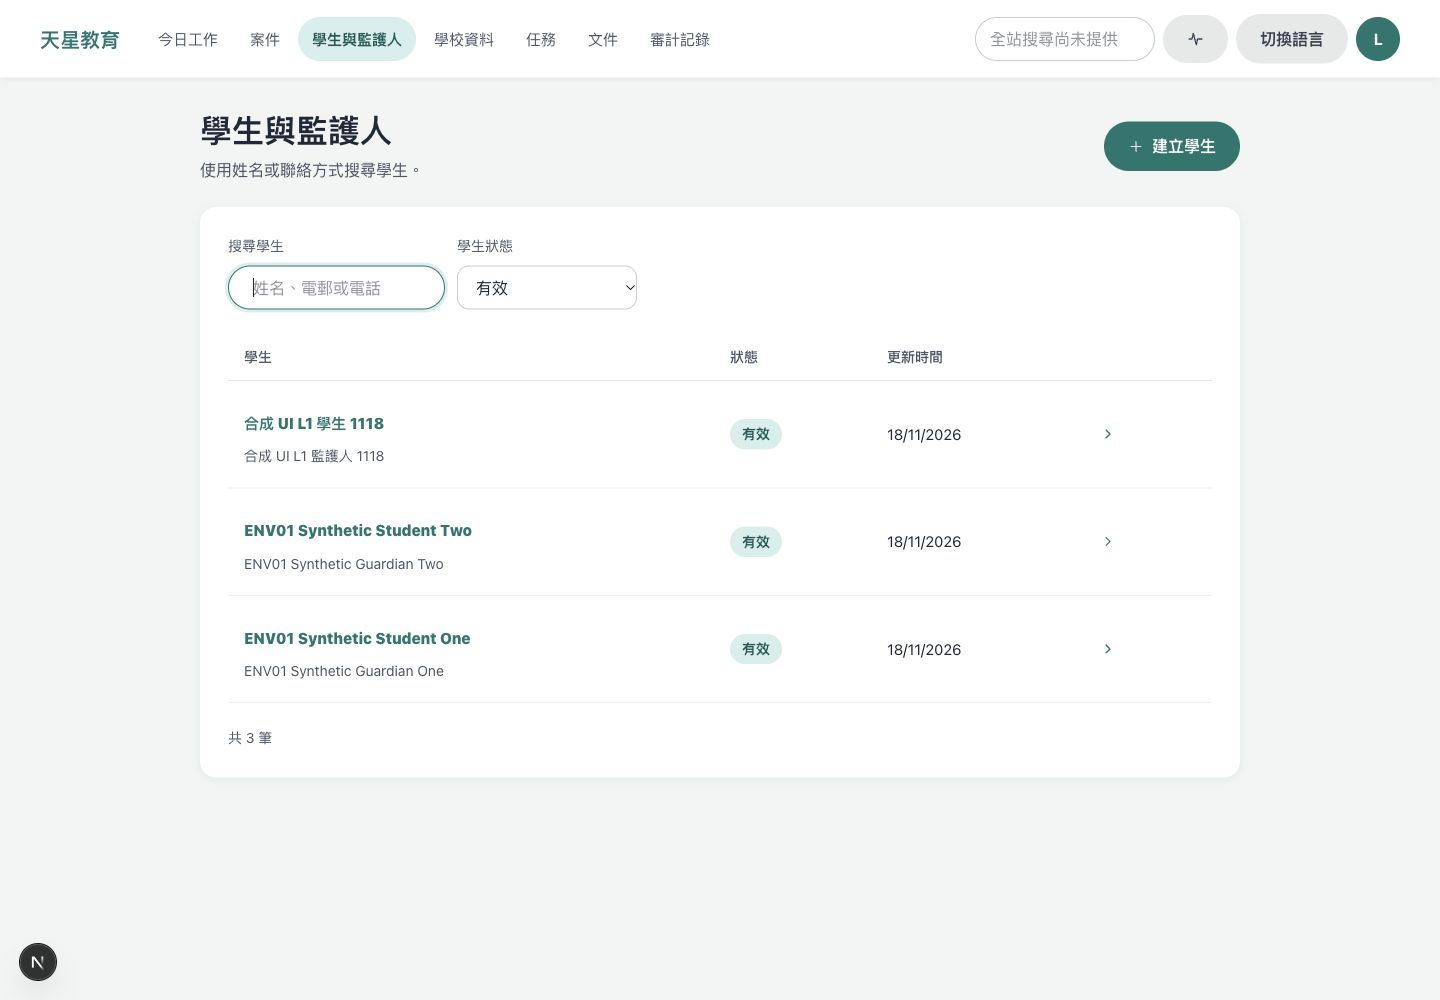 天星教育
今日工作
案件
學生與監護人
學校資料
任務
文件
審計記錄
全站搜尋尚未提供
切換語言
L
學生與監護人
使用姓名或聯絡方式搜尋學生。
+ 建立學生
搜尋學生
學生狀態
姓名、電郵或電話
有效
學生
狀態
更新時間
合成 UI L1 學生 1118
合成 UI L1 監護人 1118
有效
18/11/2026
ENV01 Synthetic Student Two
ENV01 Synthetic Guardian Two
有效
18/11/2026
ENV01 Synthetic Student One
ENV01 Synthetic Guardian One
有效
18/11/2026
共 3 筆
N